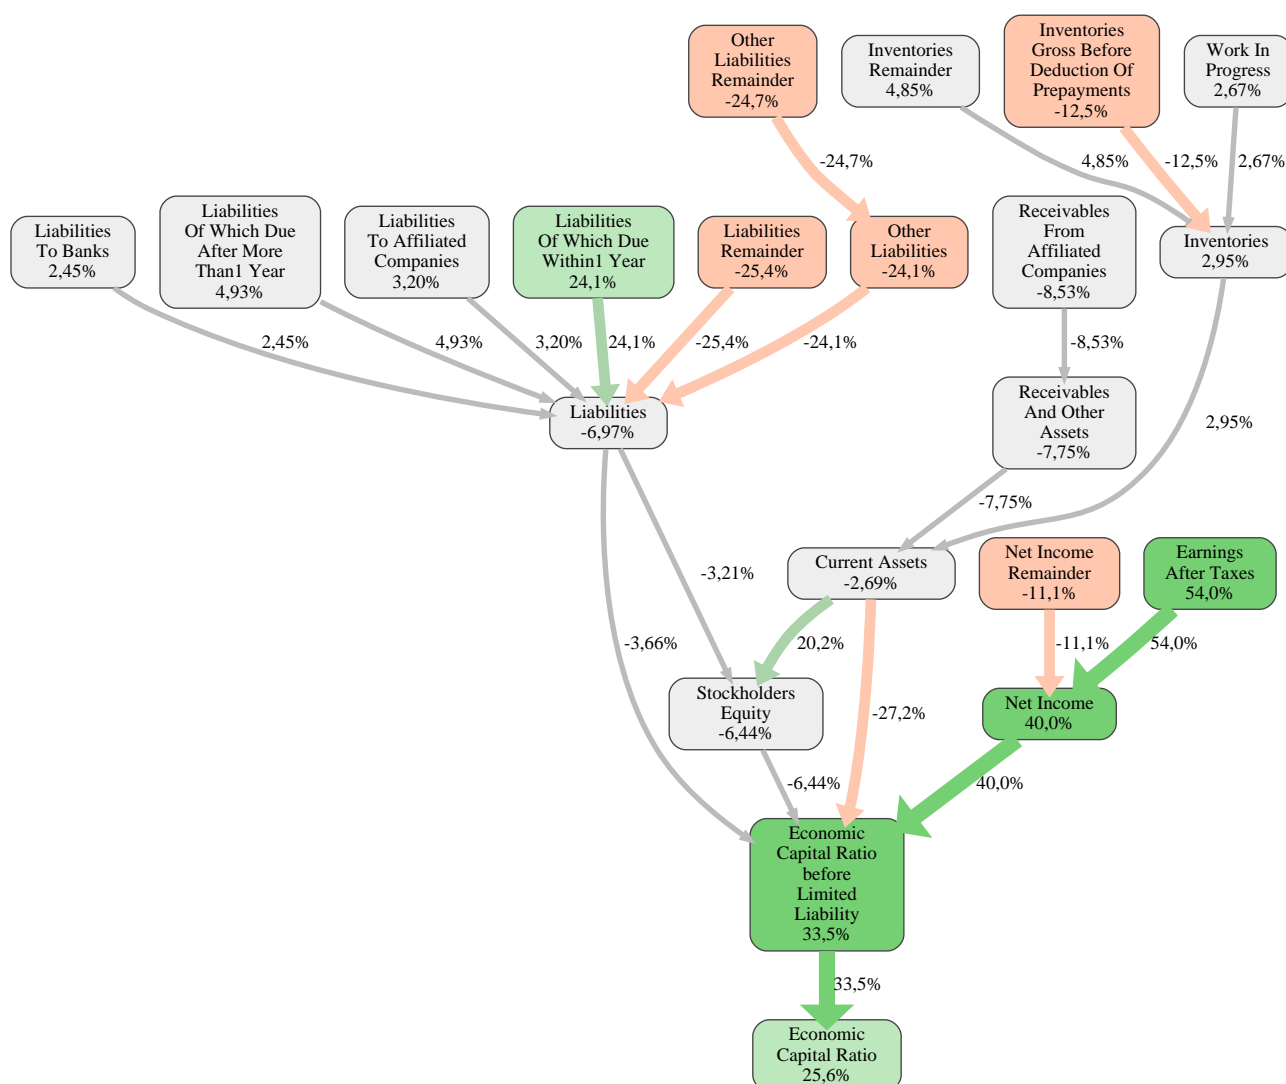 Other
Liabilities
Remainder
-24,7%
Inventories
Remainder
4,85%
Inventories
Gross Before
Deduction Of
Prepayments
-12,5%
Work In
Progress
2,67%
-24,7%
4,85%
-12,5%
2,67%
Liabilities
To Banks
2,45%
Liabilities
Of Which Due
After More
Than1 Year
4,93%
Liabilities
To Affiliated
Companies
3,20%
Liabilities
Of Which Due
Within1 Year
24,1%
Liabilities
Remainder
-25,4%
Other
Liabilities
-24,1%
Receivables
From
Affiliated
Companies
-8,53%
Inventories
2,95%
2,45%
4,93%
3,20%
24,1%
-25,4%
-24,1%
-8,53%
Liabilities
-6,97%
Receivables
And Other
Assets
-7,75%
2,95%
-7,75%
Current Assets
-2,69%
Net Income
Remainder
-11,1%
Earnings
After Taxes
54,0%
-3,21%
-3,66%
20,2%
-27,2%
-11,1%
54,0%
Stockholders
Equity
-6,44%
Net Income
40,0%
-6,44%
40,0%
Economic
Capital Ratio
before
Limited
Liability
33,5%
33,5%
Economic
Capital Ratio
25,6%